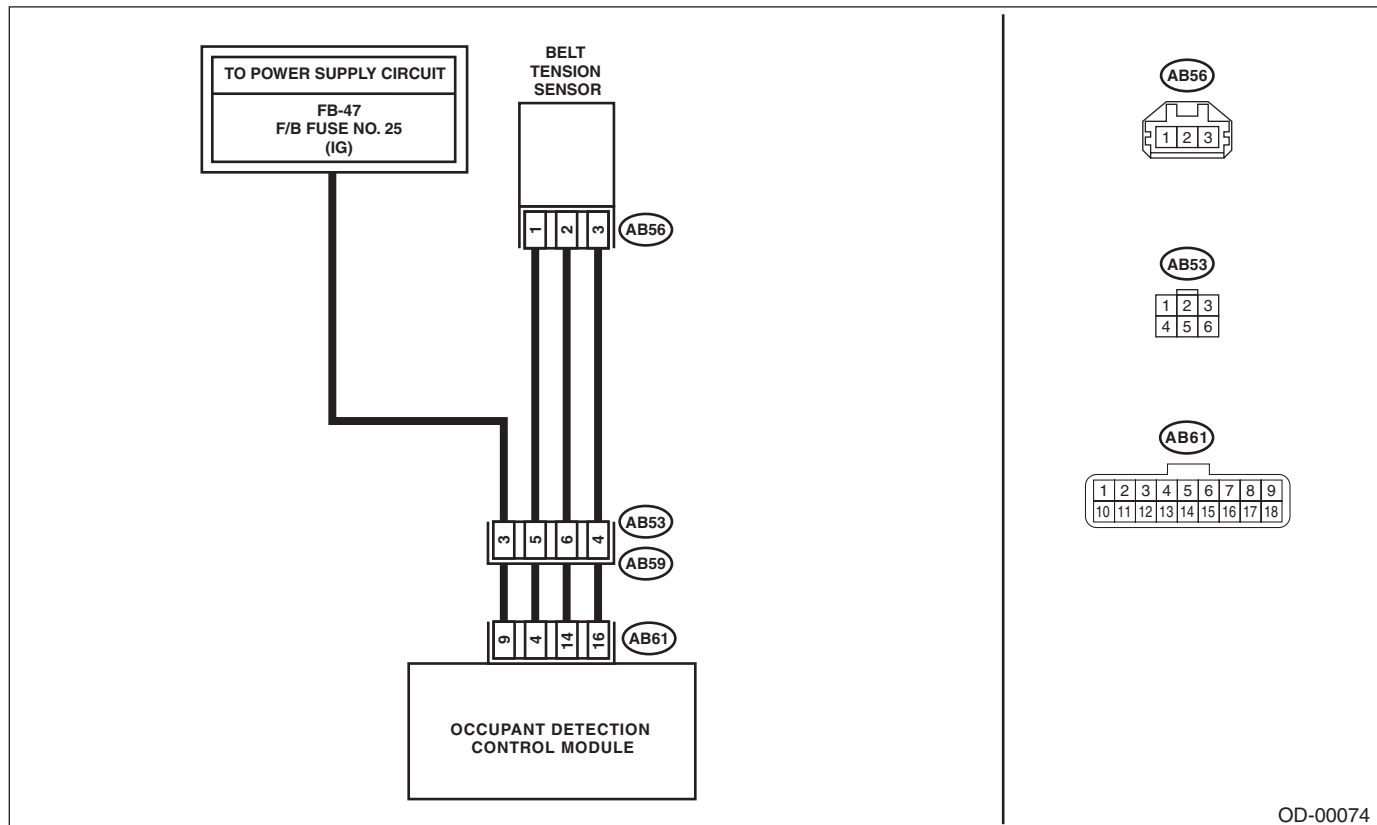 TO POWER SUPPLY CIRCUIT
FB-47
F/B FUSE NO. 25
(IG)
BELT
TENSION
SENSOR
1 2 3
AB56
3 5 6 4
AB53
AB59
9 4 14 16
AB61
OCCUPANT DETECTION
CONTROL MODULE
AB56
1 2 3
AB53
1 2 3
4 5 6
AB61
1 2 3 4 5 6 7 8 9
10 11 12 13 14 15 16 17 18
OD-00074